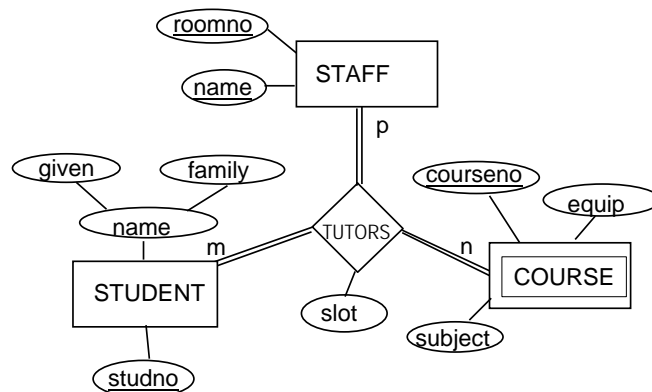 roomno
STAFF
name
p
given
family
courseno
equip
name
m
TUTORS
n
STUDENT
COURSE
slot
subject
studno